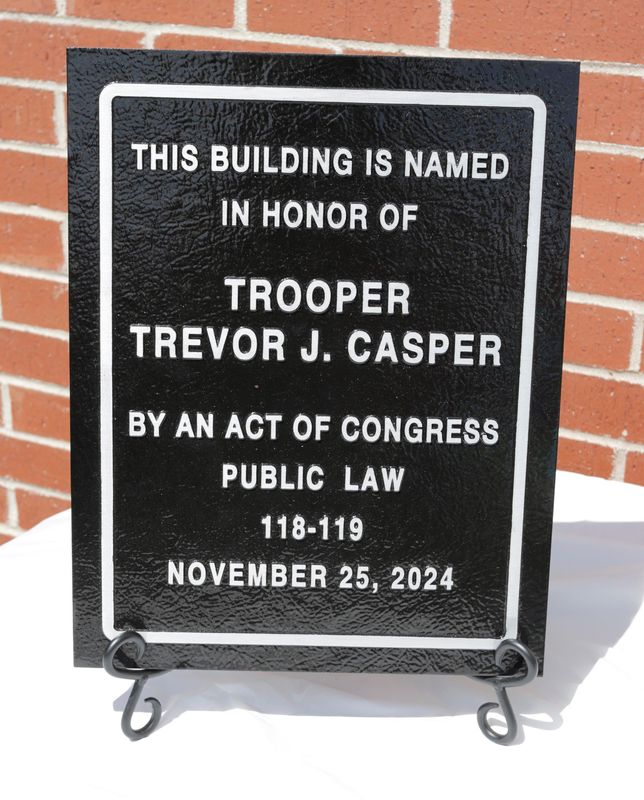 THIS BUILDING IS NAMED
IN HONOR OF
TROOPER
TREVOR J. CASPER
BY AN ACT OF CONGRESS
PUBLIC LAW
118-119
NOVEMBER 25, 2024